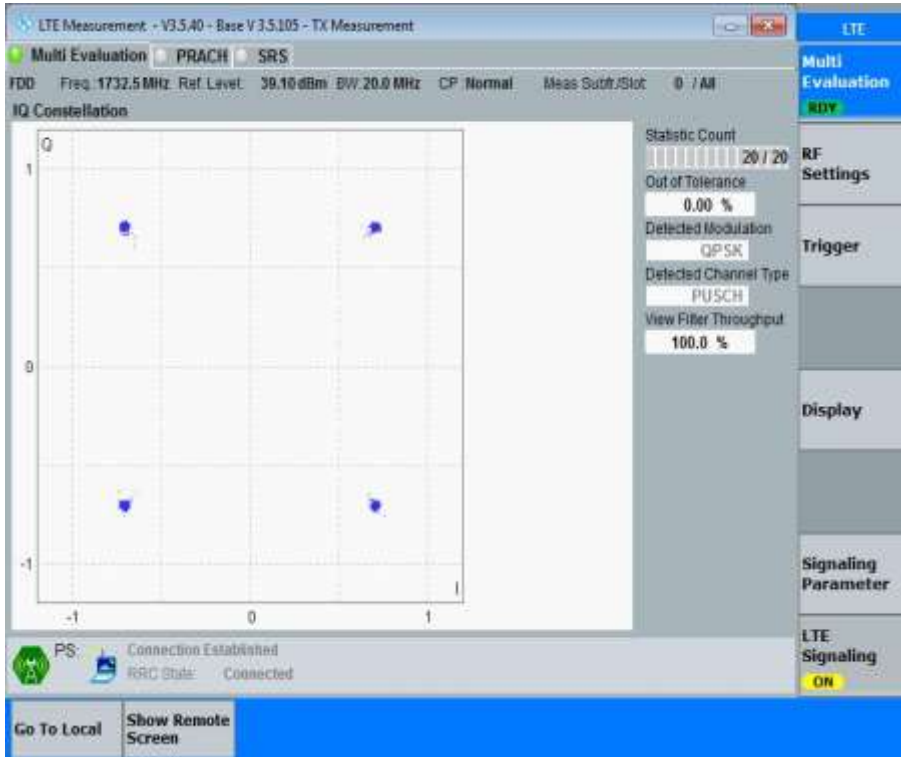 LTE Measurement - V3.5.40 - Base V 3.5.105 - TX Measurement
LTE
Multi Evaluation PRACH SRS
Multi
Evaluation
RDY
FDD Freq.:1732.5 MHz Ref. Level: 39.10 dBm BW:20.0 MHz CP:Normal Meas Subfr./Slot: 0 / All
IQ Constellation
Q
1
0
-1
I
-1 0 1
Statistic Count
20 / 20
Out of Tolerance
0.00 %
Detected Modulation
QPSK
Detected Channel Type
PUSCH
View Filter Throughput
100.0 %
RF
Settings
Trigger
Display
Signaling
Parameter
LTE
Signaling
ON
PS: Connection Established
RRC State: Connected
Go To Local
Show Remote
Screen